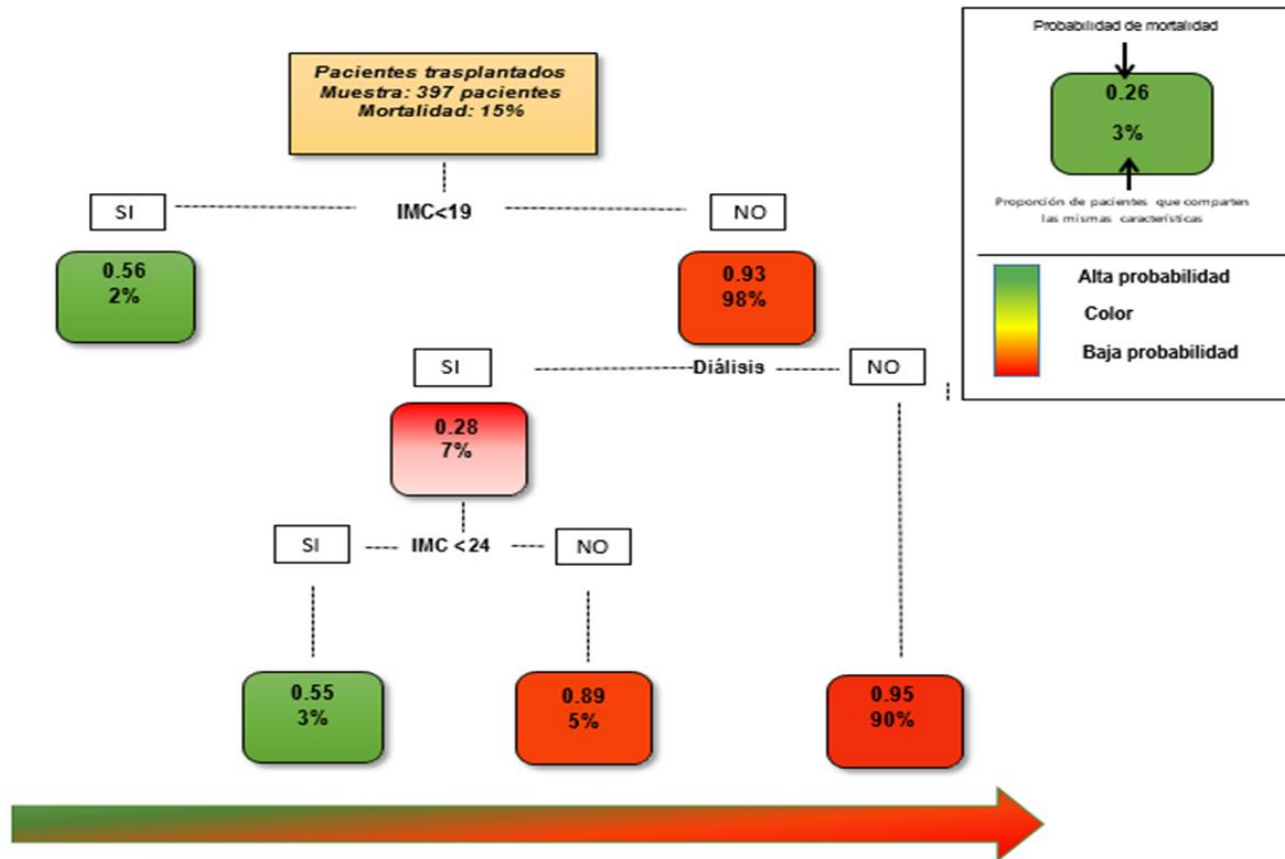 Pacientes trasplantados
Muestra: 397 pacientes
Mortalidad: 15%
SI
IMC<19
NO
0.56
2%
0.93
98%
SI
Diálisis
NO
0.28
7%
SI
IMC <24
NO
0.55
3%
0.89
5%
0.95
90%
Probabilidad de mortalidad
0.26
3%
Proporción de pacientes que comparten
las mismas características
Alta probabilidad
Color
Baja probabilidad